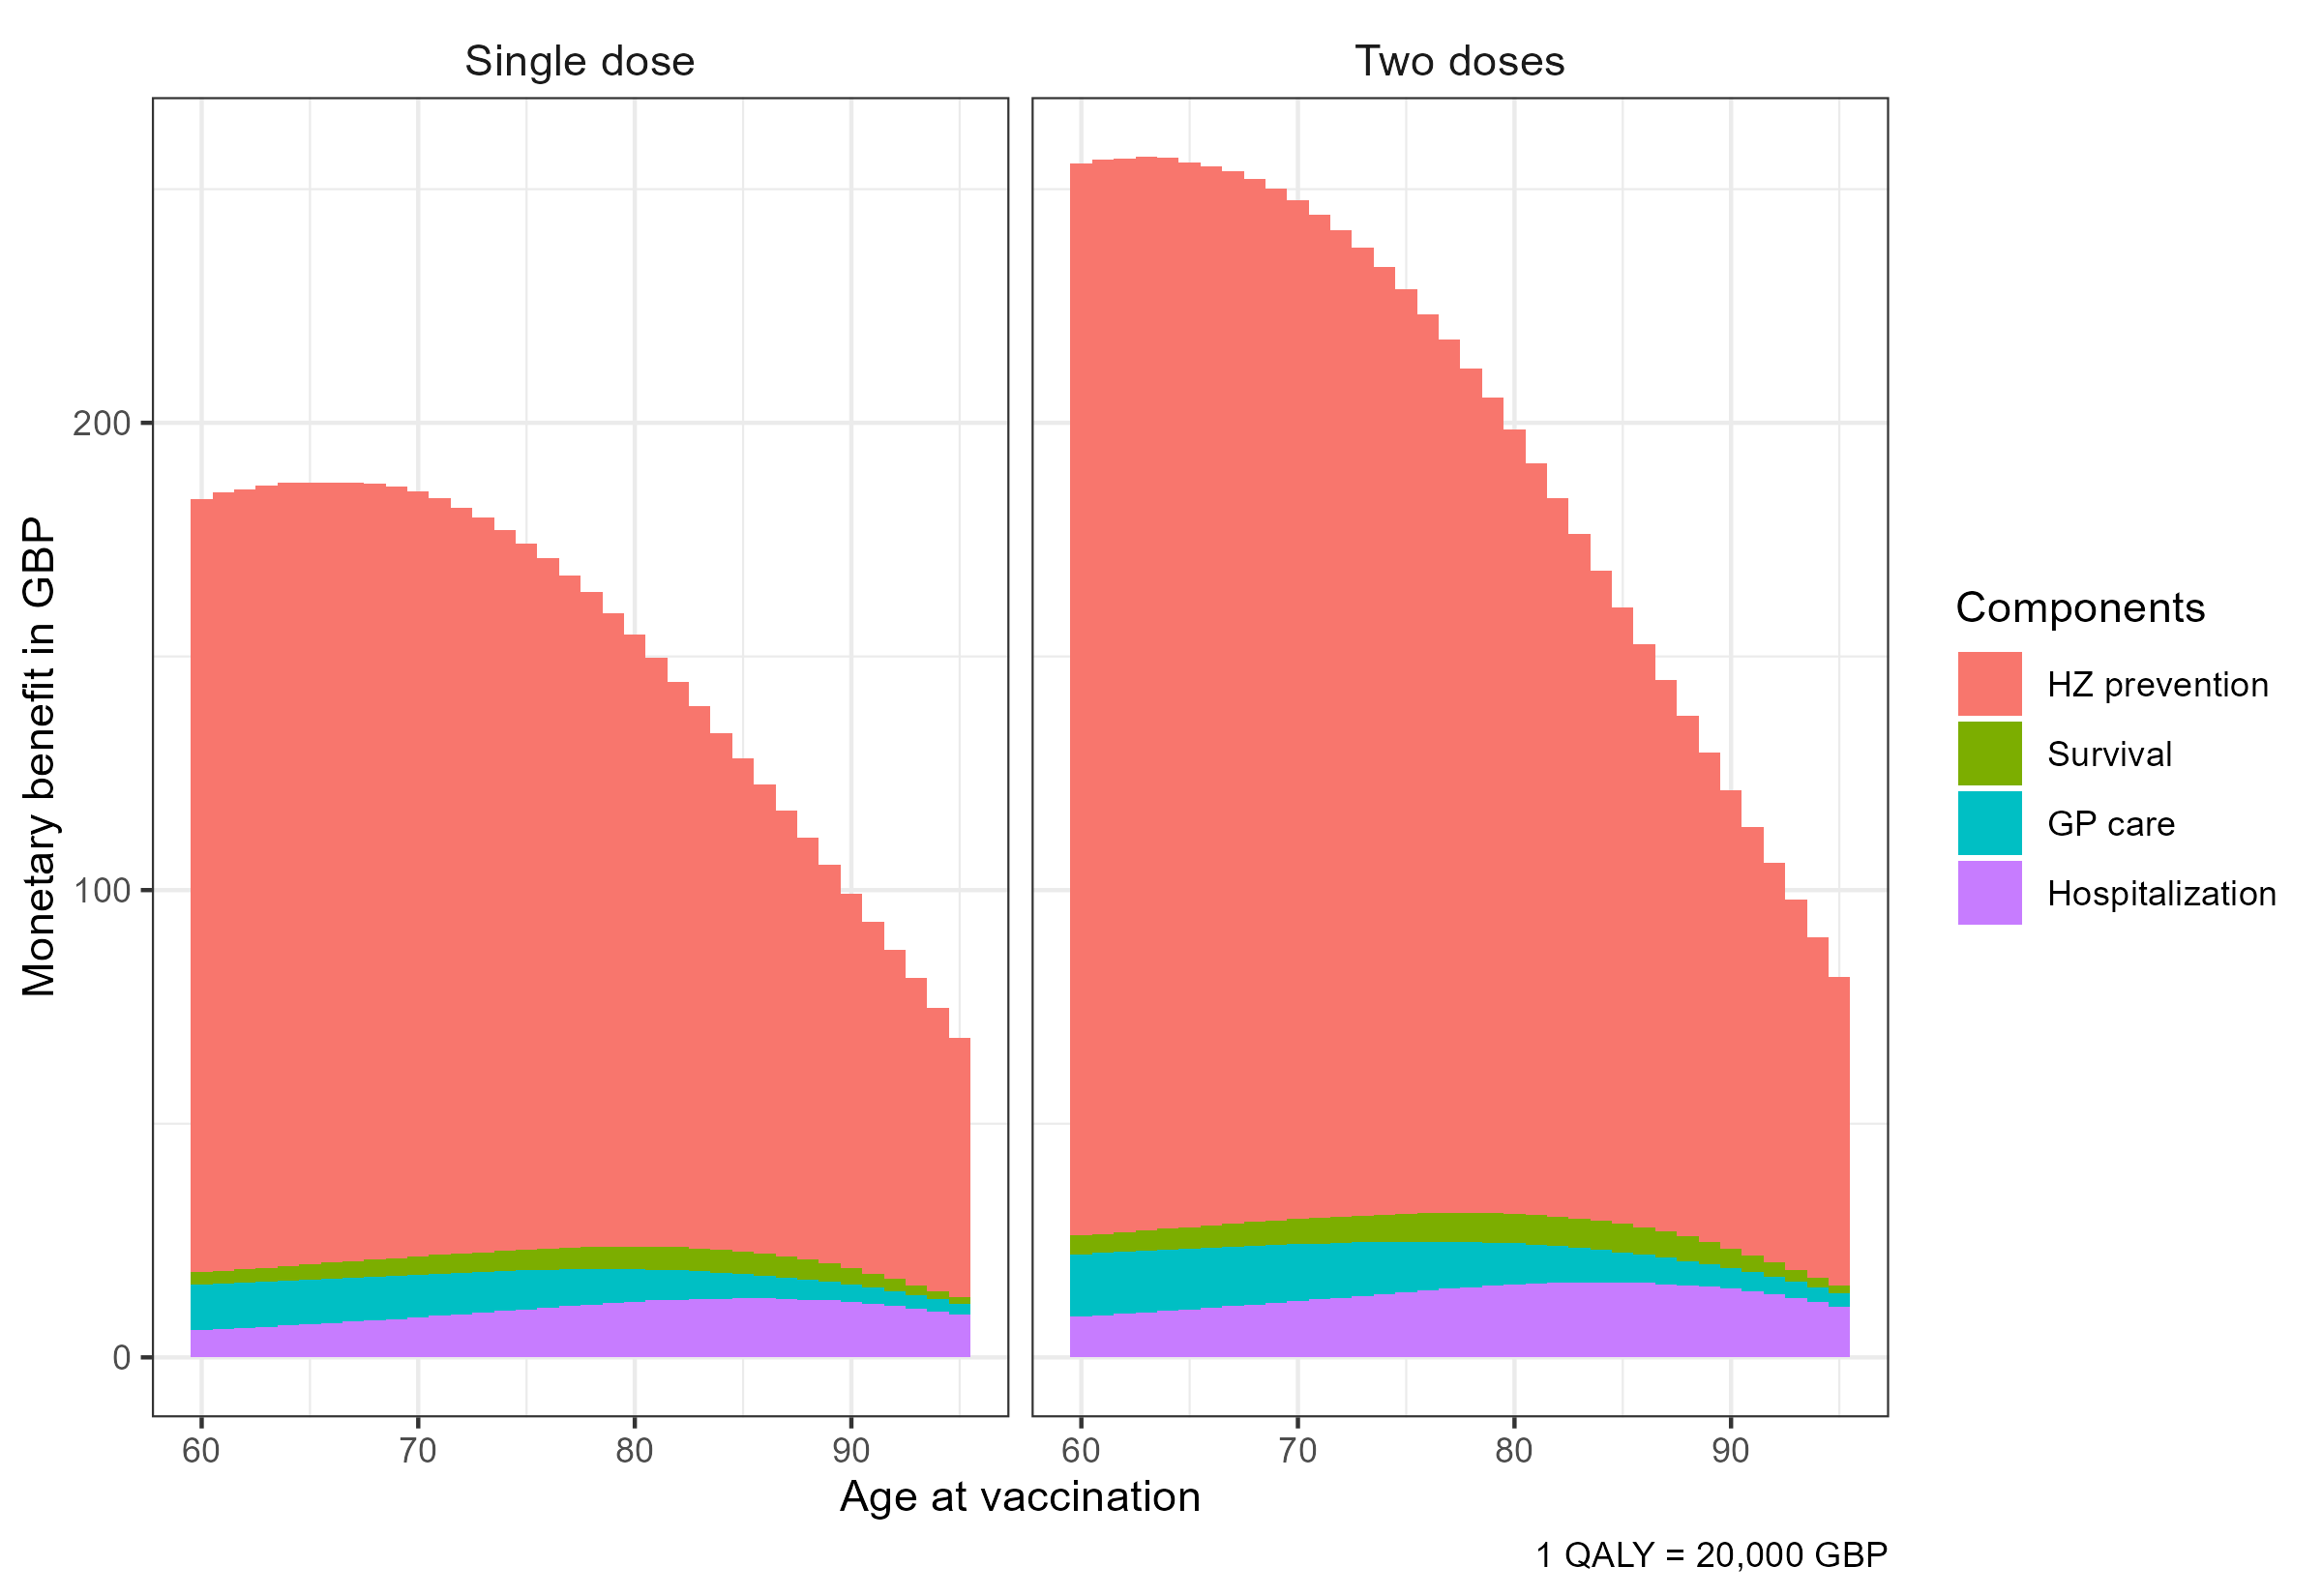 Single dose
Two doses
Monetary benefit in GBP
200
100
0
60
70
80
90
60
70
80
90
Age at vaccination
1 QALY = 20,000 GBP
Components
HZ prevention
Survival
GP care
Hospitalization